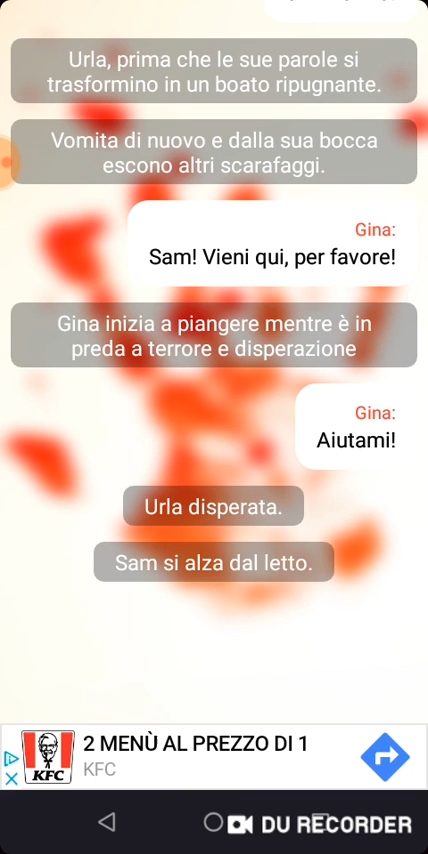 Urla, prima che le sue parole si
trasformino in un boato ripugnante.
Vomita di nuovo e dalla sua bocca
escono altri scarafaggi.
Gina:
Sam! Vieni qui, per favore!
Gina inizia a piangere mentre è in
preda a terrore e disperazione
Gina:
Aiutami!
Urla disperata.
Sam si alza dal letto.
2 MENÙ AL PREZZO DI 1
KFC
KFC
DU RECORDER